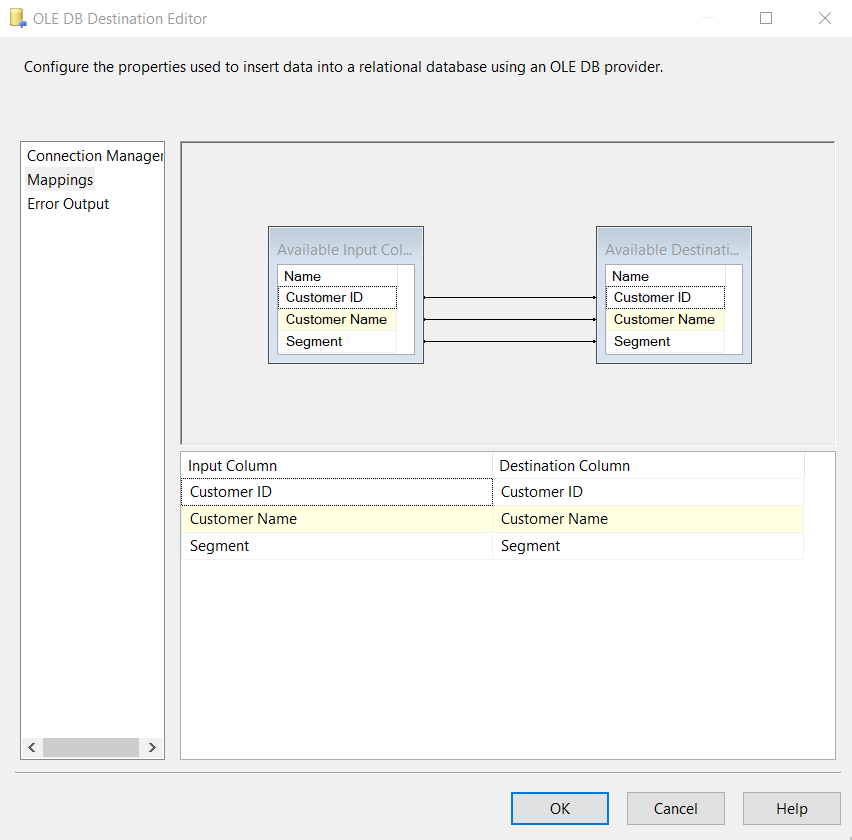 OLE DB Destination Editor
Configure the properties used to insert data into a relational database using an OLE DB provider.
Connection Manager
Mappings
Error Output
Available Input Col...
Name
Customer ID
Customer Name
Segment
Available Destinati...
Name
Customer ID
Customer Name
Segment
Input Column Destination Column
Customer ID Customer ID
Customer Name Customer Name
Segment Segment
OK Cancel Help